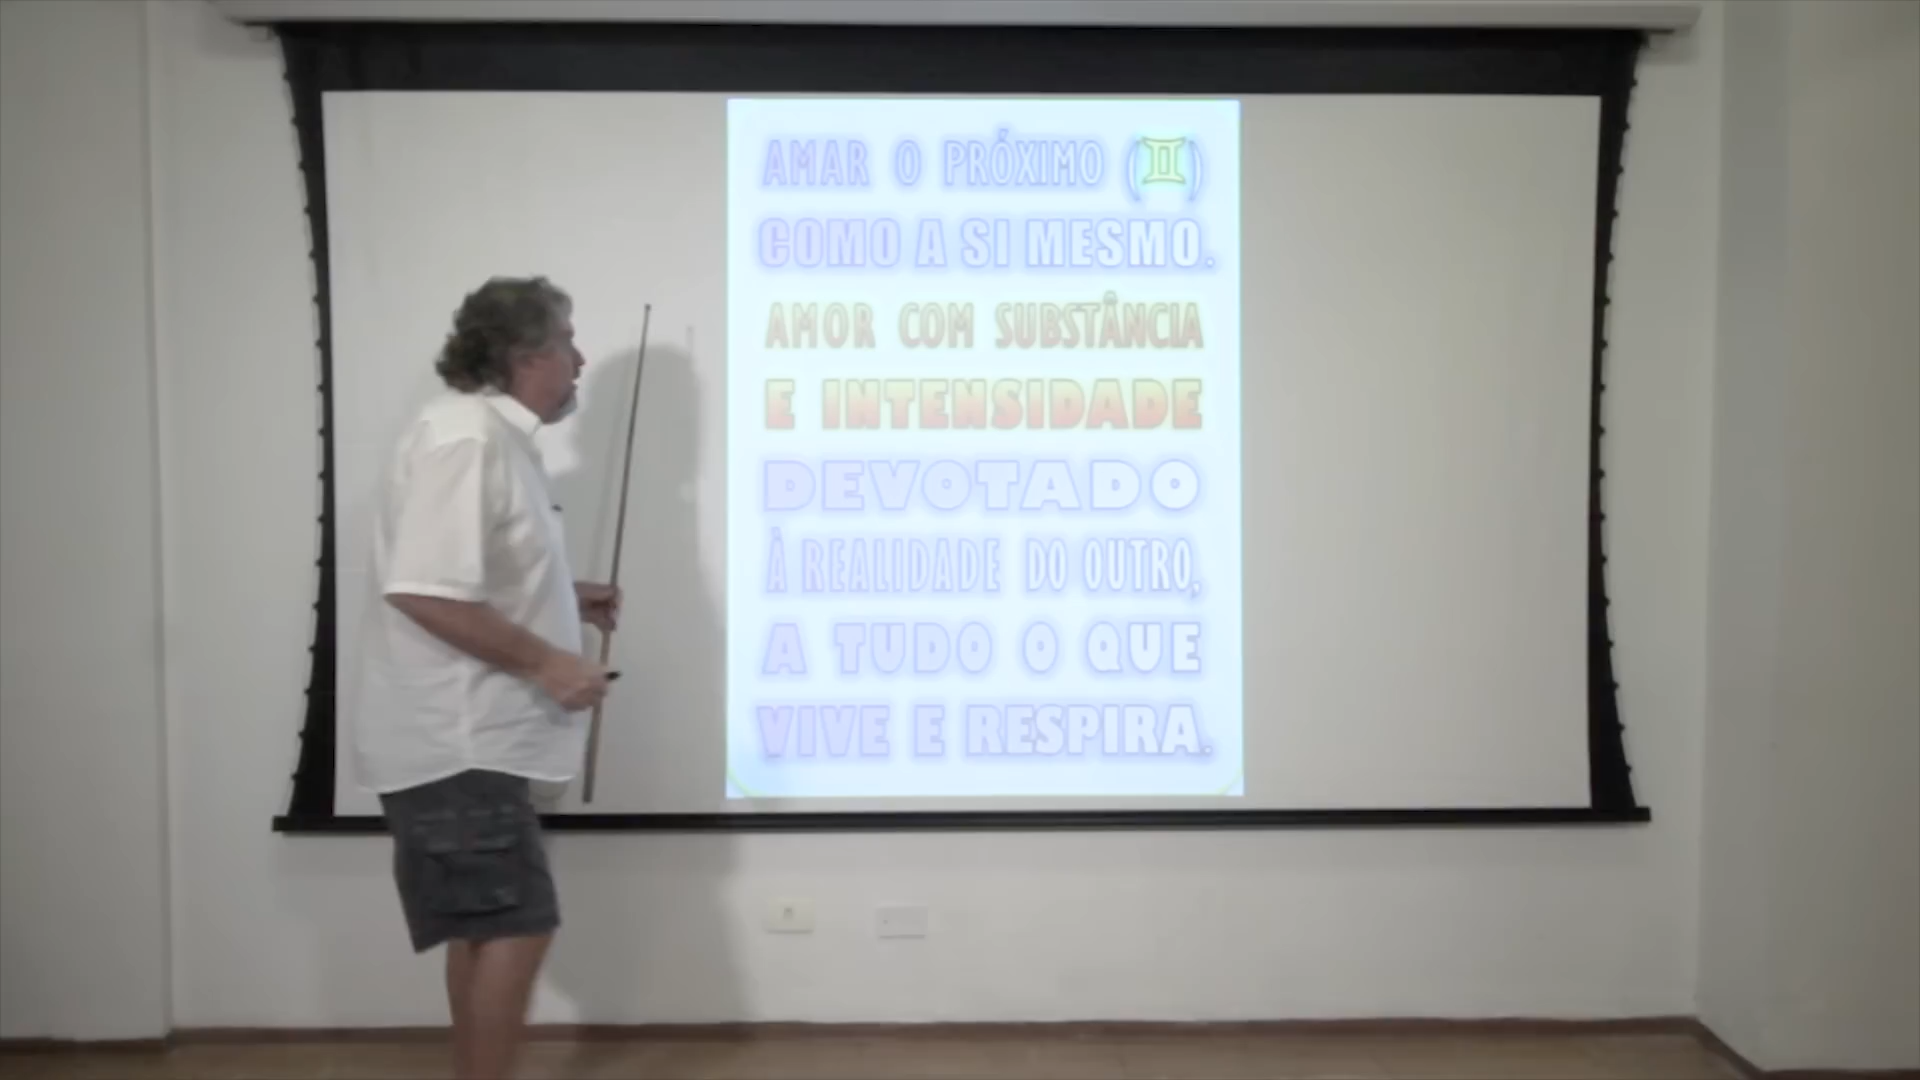 AMAR O PRÓXIMO (♊)
COMO A SI MESMO.
AMOR COM SUBSTÂNCIA
E INTENSIDADE
DEVOTADO
À REALIDADE DO OUTRO,
A TUDO O QUE
VIVE E RESPIRA.